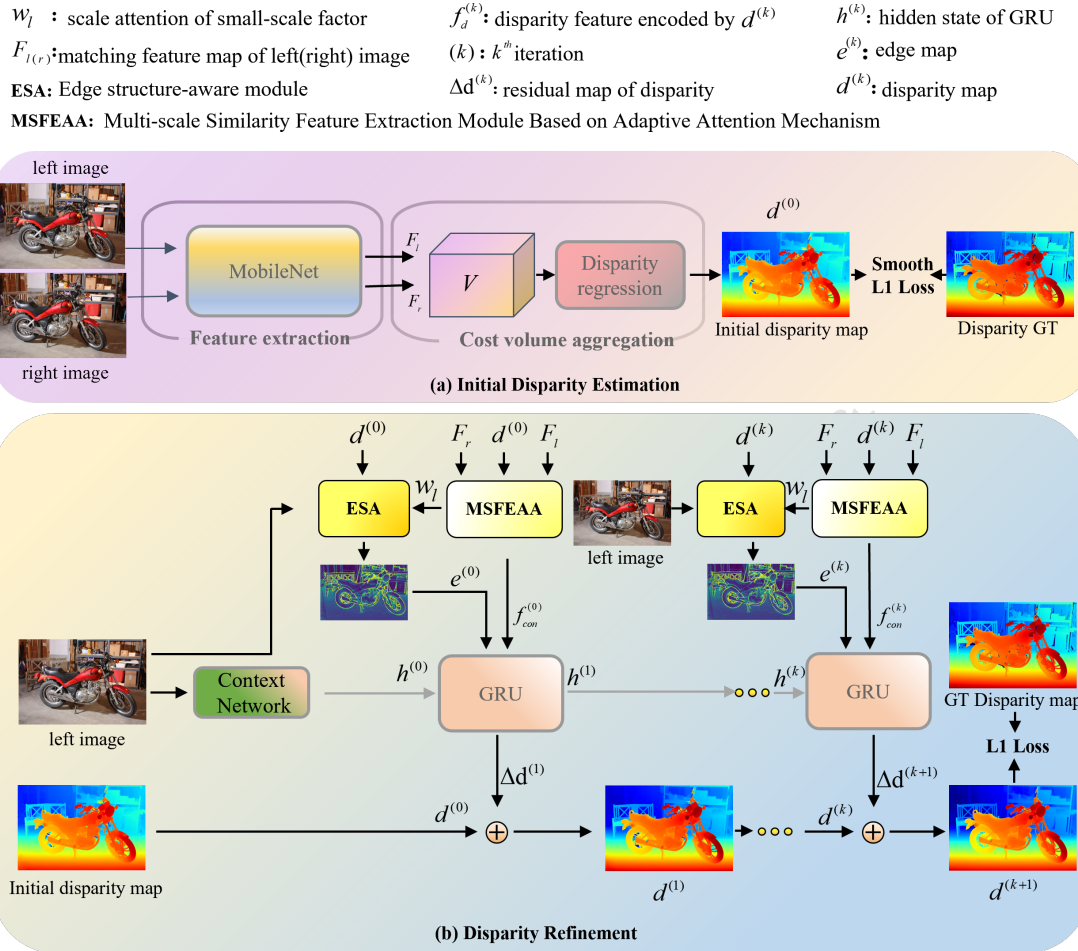 w_l : scale attention of small-scale factor
f_d^(k): disparity feature encoded by d^(k)
h^(k): hidden state of GRU
F_l(r): matching feature map of left(right) image
(k) : k^th iteration
e^(k): edge map
ESA: Edge structure-aware module
Δd^(k): residual map of disparity
d^(k): disparity map
MSFEAA: Multi-scale Similarity Feature Extraction Module Based on Adaptive Attention Mechanism
left image
right image
MobileNet
Feature extraction
F_l
F_r
V
Disparity
regression
Cost volume aggregation
d^(0)
Initial disparity map
Smooth
L1 Loss
Disparity GT
(a) Initial Disparity Estimation
d^(0)
F_r
d^(0)
F_l
d^(k)
F_r
d^(k)
F_l
ESA
w_l
MSFEAA
left image
ESA
w_l
MSFEAA
e^(0)
f_con^(0)
e^(k)
f_con^(k)
left image
Context
Network
h^(0)
GRU
h^(1)
h^(k)
GRU
GT Disparity map
L1 Loss
Δd^(1)
Δd^(k+1)
Initial disparity map
d^(0)
d^(1)
d^(k)
d^(k+1)
(b) Disparity Refinement